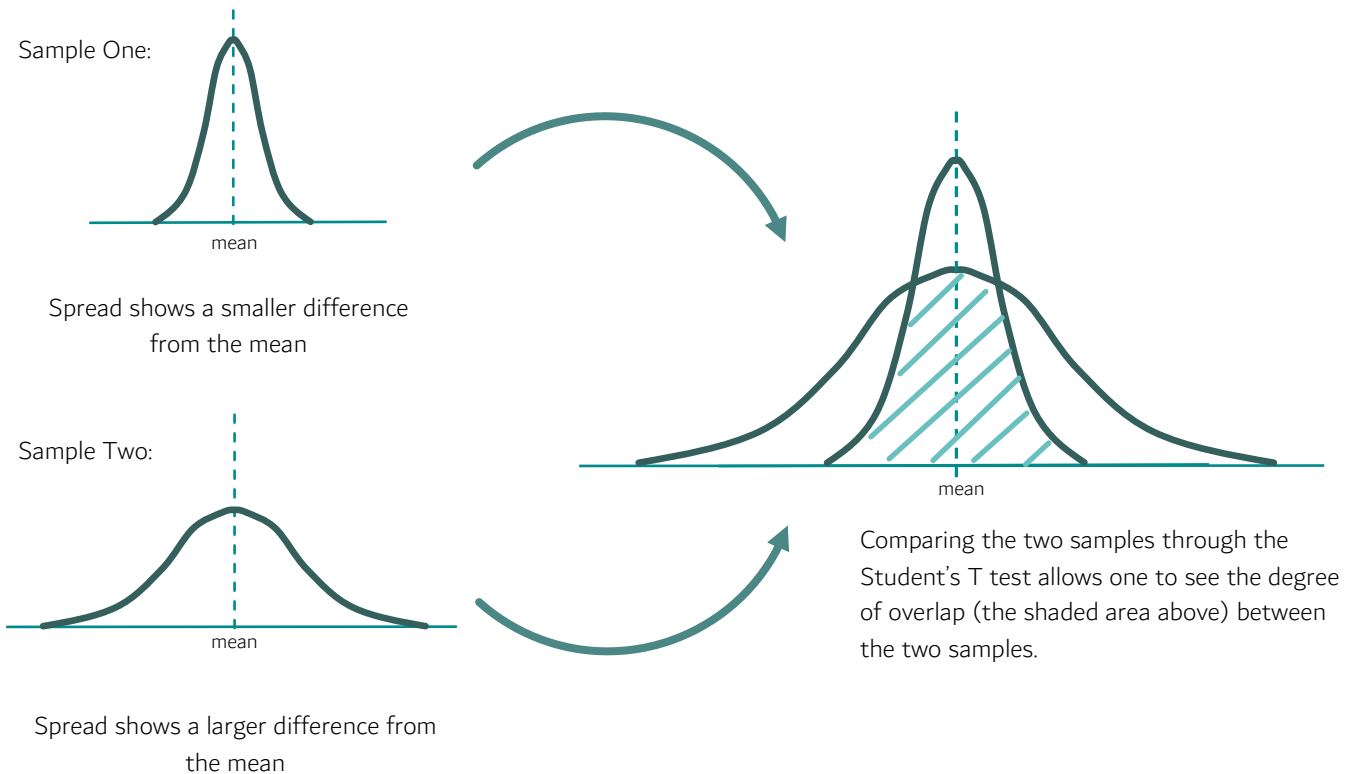 Sample One:
mean
Spread shows a smaller difference
from the mean
Sample Two:
mean
Spread shows a larger difference from
the mean
mean
Comparing the two samples through the
Student's T test allows one to see the degree
of overlap (the shaded area above) between
the two samples.